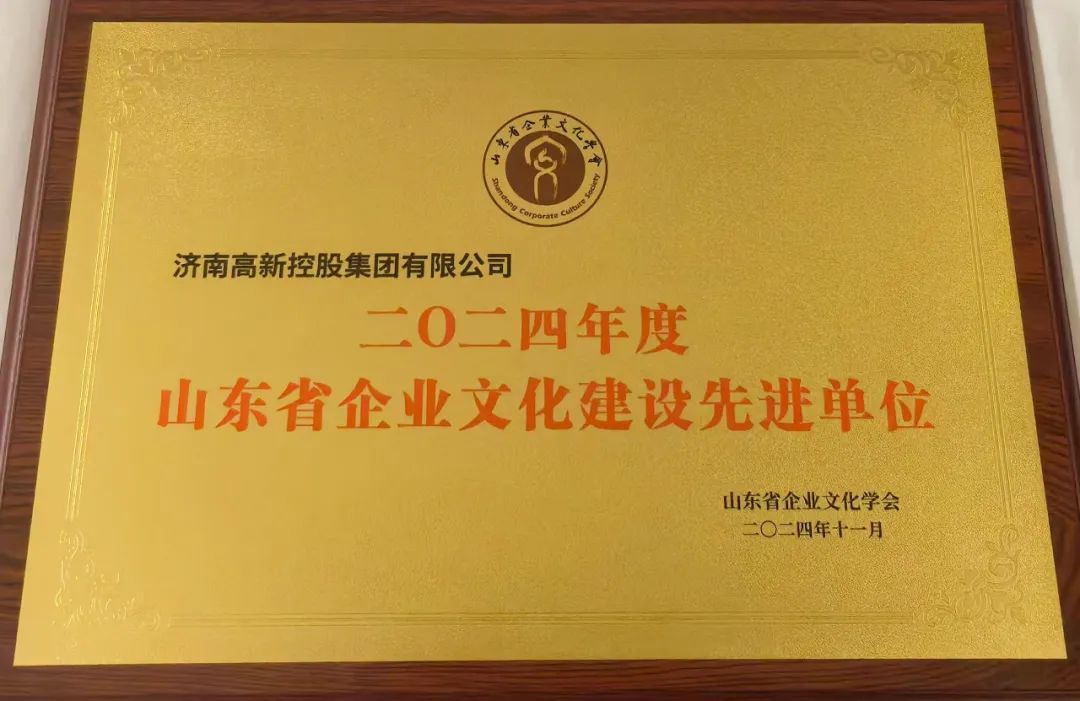 山东省企業文化学會
Shandong Corporate Culture Society
济南高新控股集团有限公司
二〇二四年度
山东省企业文化建设先进单位
山东省企业文化学会
二〇二四年十一月